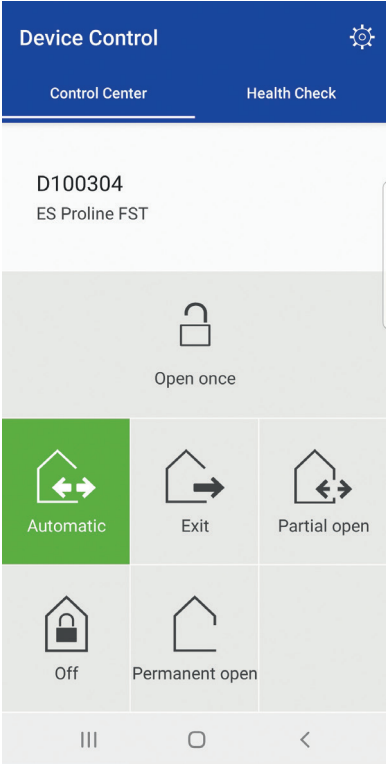 Device Control
Control Center
Health Check
D100304
ES Proline FST
Open once
Automatic
Exit
Partial open
Off
Permanent open